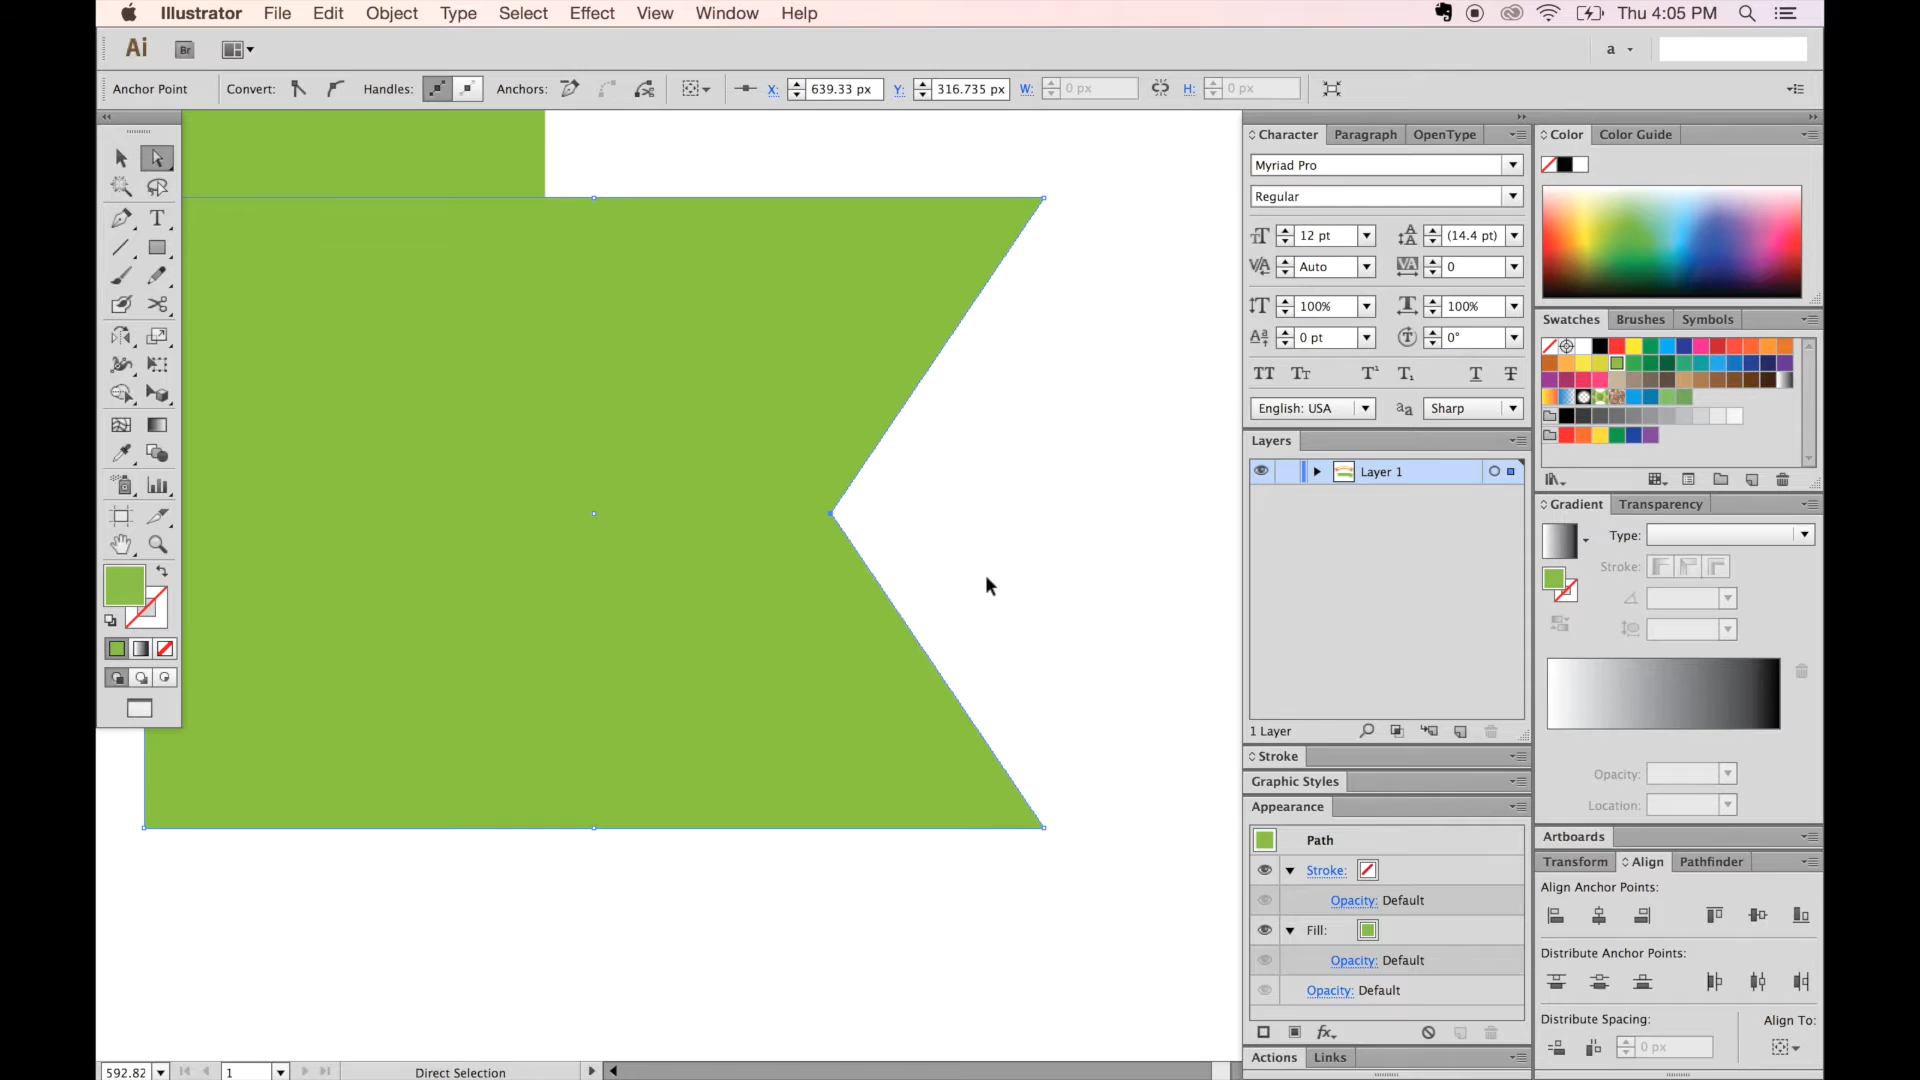 Illustrator File Edit Object Type Select Effect View Window Help Thu 4:05 PM
Ai Br a
Anchor Point Convert: Handles: Anchors: X: 639.33 px Y: 316.735 px W: 0 px H: 0 px
Character Paragraph OpenType
Myriad Pro
Regular
12 pt (14.4 pt)
Auto 0
100% 100%
0 pt 0°
English: USA Sharp
Layers
Layer 1
1 Layer
Stroke
Graphic Styles
Appearance
Path
Stroke:
Opacity: Default
Fill:
Opacity: Default
Opacity: Default
fx
Actions Links
Color Color Guide
Swatches Brushes Symbols
Gradient Transparency
Type:
Stroke:
Opacity:
Location:
Artboards
Transform Align Pathfinder
Align Anchor Points:
Distribute Anchor Points:
Distribute Spacing: Align To:
0 px
592.82 1 Direct Selection